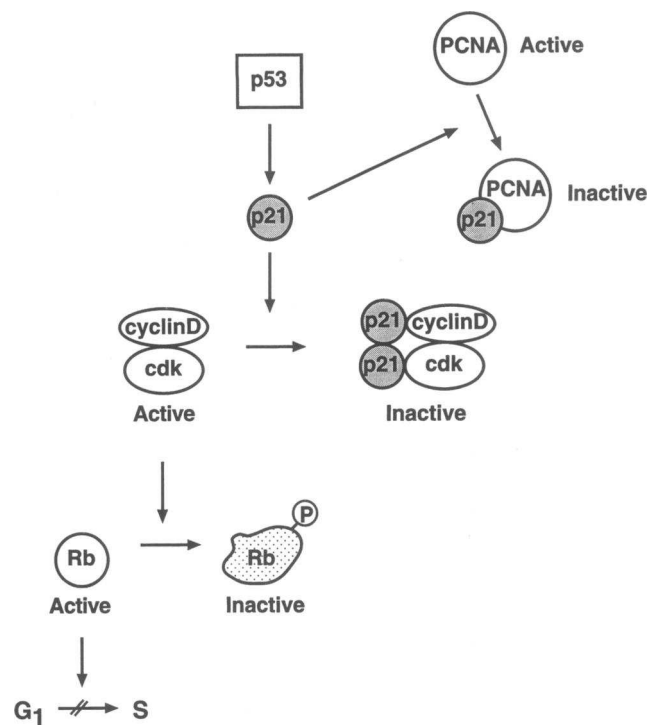 PCNA Active
p53
PCNA Inactive
p21
p21
p21 cyclinD
cyclinD
p21 cdk
cdk
Active Inactive
P
Rb Rb
Active Inactive
G1 S